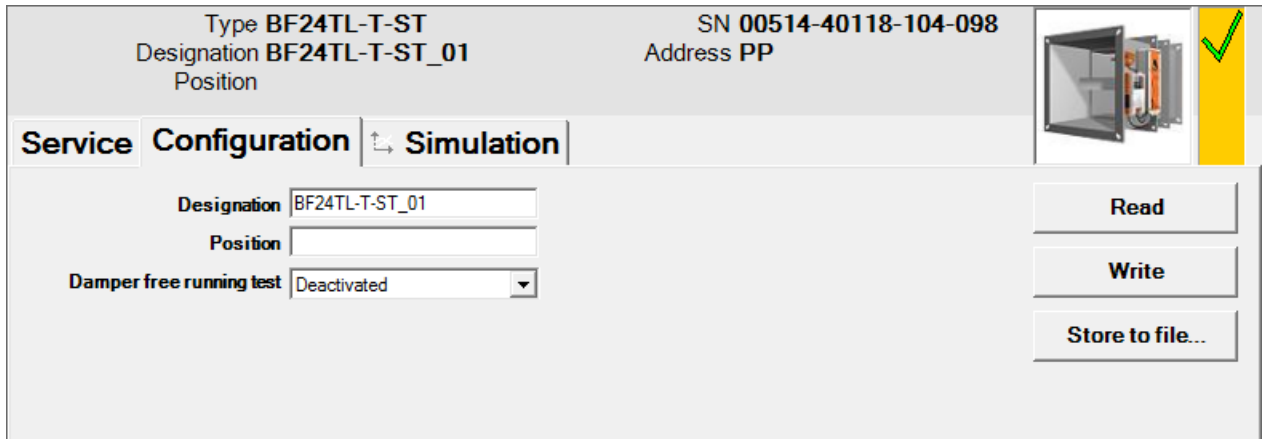 Type BF24TL-T-ST
SN 00514-40118-104-098
Designation BF24TL-T-ST_01
Address PP
Position
Service
Configuration
Simulation
Designation BF24TL-T-ST_01
Read
Position
Write
Damper free running test Deactivated
Store to file...